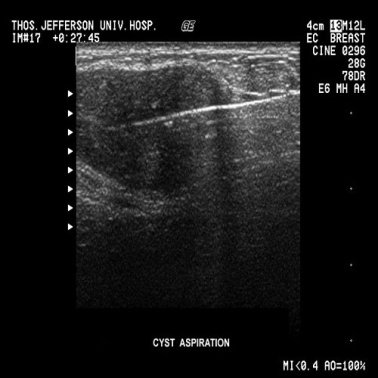 THOS. JEFFERSON UNIV. HOSP.
IM#17 +0:27:45
GE
4cm 13M12L
EC BREAST
CINE 0296
28G
78DR
E6 MH A4
CYST ASPIRATION
MI<0.4 AO=100%